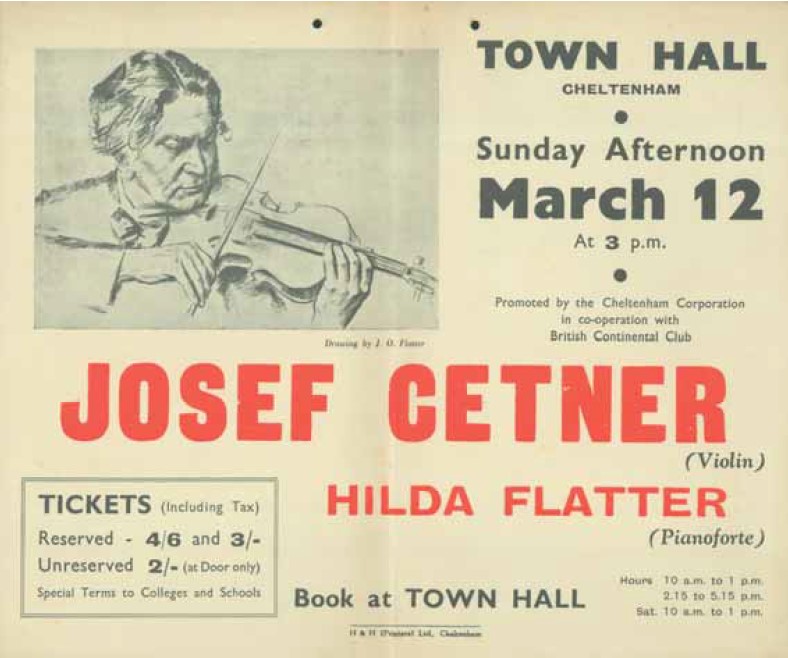 TOWN HALL
CHELTENHAM
Sunday Afternoon
March 12
At 3 p.m.
Promoted by the Cheltenham Corporation
in co-operation with
British Continental Club
Drawing by J. O. Flatter
JOSEF CETNER
(Violin)
HILDA FLATTER
(Pianoforte)
TICKETS (Including Tax)
Reserved - 4/6 and 3/-
Unreserved 2/- (at Door only)
Special Terms to Colleges and Schools
Book at TOWN HALL
Hours 10 a.m. to 1 p.m.
2.15 to 5.15 p.m.
Sat. 10 a.m. to 1 p.m.
H & H (Printers) Ltd., Cheltenham